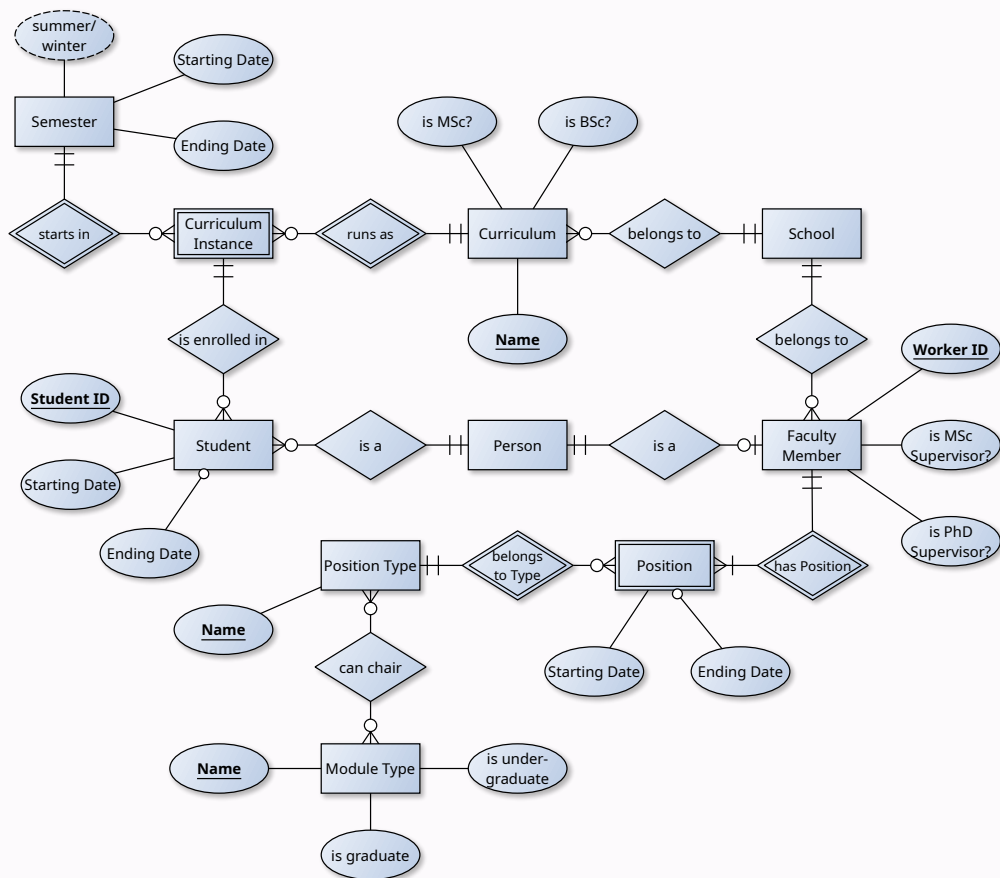 summer/
winter
Starting Date
Semester
Ending Date
is MSc?
is BSc?
starts in
Curriculum
Instance
runs as
Curriculum
belongs to
School
is enrolled in
Name
belongs to
Worker ID
Student ID
Student
is a
Person
is a
Faculty
Member
is MSc
Supervisor?
Starting Date
Ending Date
is PhD
Supervisor?
Position Type
belongs
to Type
Position
has Position
Name
can chair
Starting Date
Ending Date
Name
Module Type
is under-
graduate
is graduate